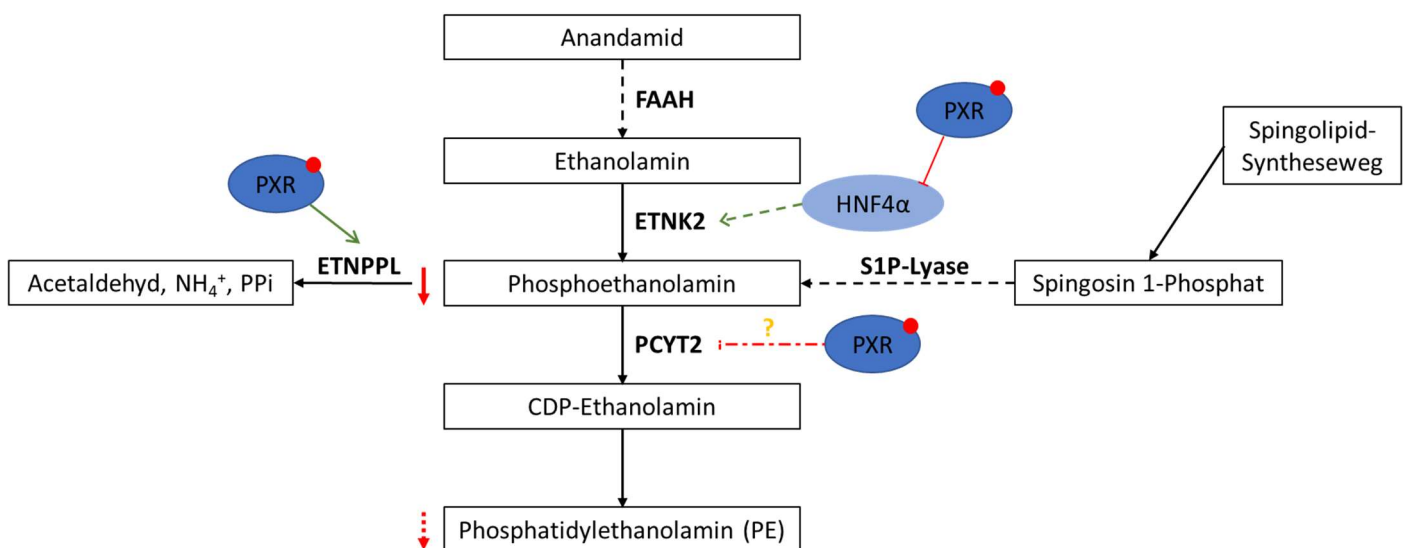 Anandamid
FAAH
PXR
Spingolipid-
Syntheseweg
Ethanolamin
PXR
HNF4α
ETNK2
ETNPPL
S1P-Lyase
Acetaldehyd, NH₄⁺, PPi
Phosphoethanolamin
Spingosin 1-Phosphat
?
PCYT2
PXR
CDP-Ethanolamin
Phosphatidylethanolamin (PE)